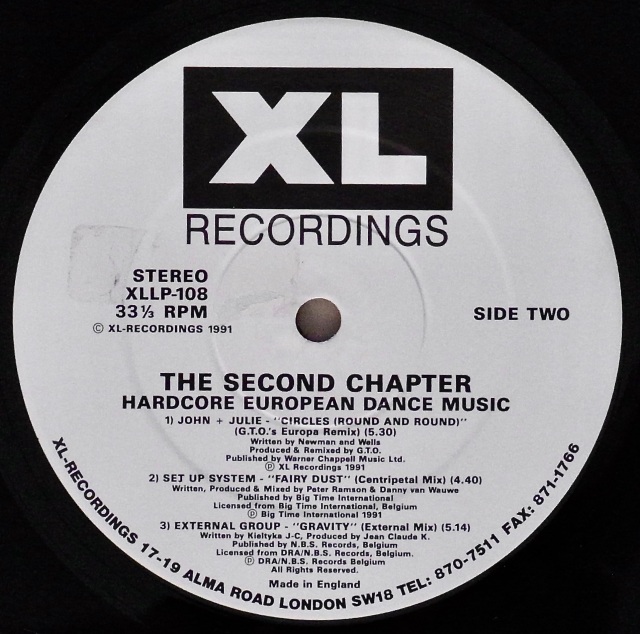 XL
RECORDINGS
STEREO
XLLP-108
33⅓ RPM
Ⓒ XL-RECORDINGS 1991
SIDE TWO
THE SECOND CHAPTER
HARDCORE EUROPEAN DANCE MUSIC
1) JOHN + JULIE - "CIRCLES (ROUND AND ROUND)"
(G.T.O.'s Europa Remix) (5.30)
Written by Newman and Wells
Produced & Remixed by G.T.O.
Published by Warner Chappell Music Ltd.
Ⓟ XL Recordings 1991
2) SET UP SYSTEM - "FAIRY DUST" (Centripetal Mix) (4.40)
Written, Produced & Mixed by Peter Ramson & Danny van Wauwe
Published by Big Time International
Licensed from Big Time International, Belgium
Ⓟ Big Time International 1991
3) EXTERNAL GROUP - "GRAVITY" (External Mix) (5.14)
Written by Kieltyka J-C, Produced by Jean Claude K.
Published by N.B.S. Records, Belgium
Licensed from DRA/N.B.S. Records, Belgium.
Ⓟ DRA/N.B.S. Records Belgium
All Rights Reserved.
Made in England
XL-RECORDINGS 17-19 ALMA ROAD LONDON SW18 TEL: 870-7511 FAX: 871-1766